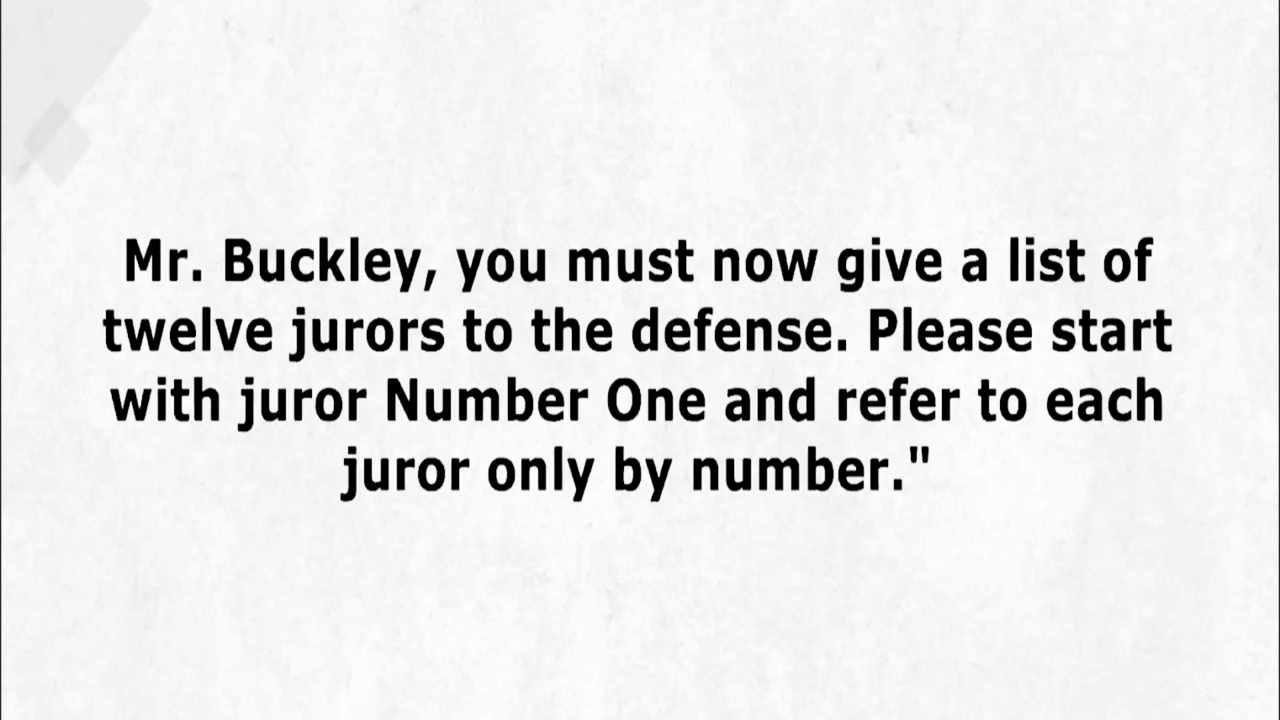 Mr. Buckley, you must now give a list of
twelve jurors to the defense. Please start
with juror Number One and refer to each
juror only by number."